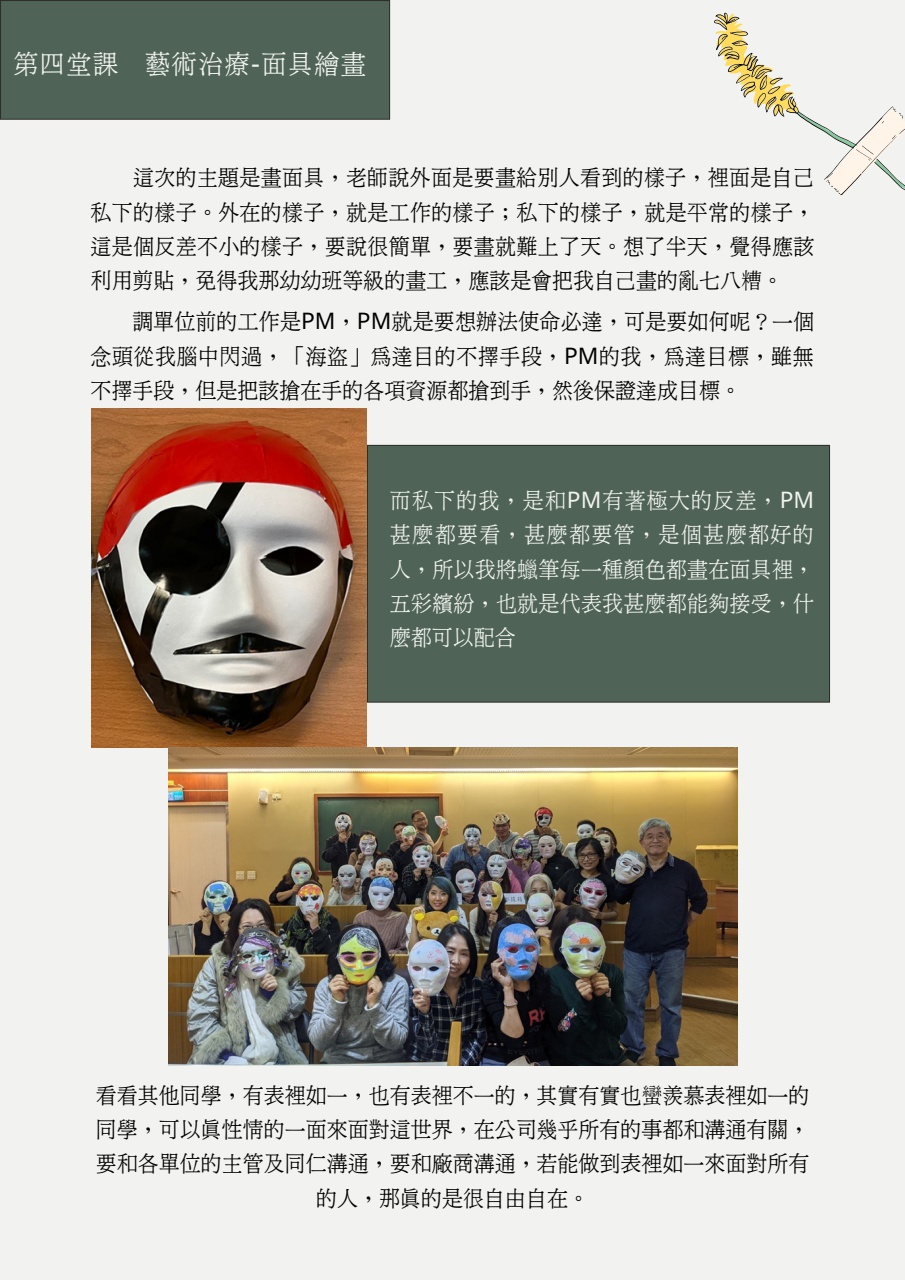 第四堂課　藝術治療-面具繪畫
這次的主題是畫面具，老師說外面是要畫給別人看到的樣子，裡面是自己
私下的樣子。外在的樣子，就是工作的樣子；私下的樣子，就是平常的樣子，
這是個反差不小的樣子，要說很簡單，要畫就難上了天。想了半天，覺得應該
利用剪貼，免得我那幼幼班等級的畫工，應該是會把我自己畫的亂七八糟。
調單位前的工作是PM，PM就是要想辦法使命必達，可是要如何呢？一個
念頭從我腦中閃過，「海盜」為達目的不擇手段，PM的我，為達目標，雖無
不擇手段，但是把該搶在手的各項資源都搶到手，然後保證達成目標。
而私下的我，是和PM有著極大的反差，PM
甚麼都要看，甚麼都要管，是個甚麼都好的
人，所以我將蠟筆每一種顏色都畫在面具裡，
五彩繽紛，也就是代表我甚麼都能夠接受，什
麼都可以配合
看看其他同學，有表裡如一，也有表裡不一的，其實有實也蠻羨慕表裡如一的
同學，可以真性情的一面來面對這世界，在公司幾乎所有的事都和溝通有關，
要和各單位的主管及同仁溝通，要和廠商溝通，若能做到表裡如一來面對所有
的人，那真的是很自由自在。